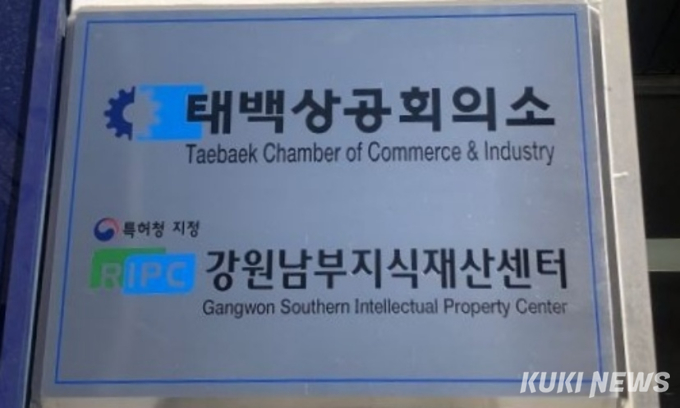 태백상공회의소
Taebaek Chamber of Commerce & Industry
특허청 지정
RIPC 강원남부지식재산센터
Gangwon Southern Intellectual Property Center
KUKI NEWS